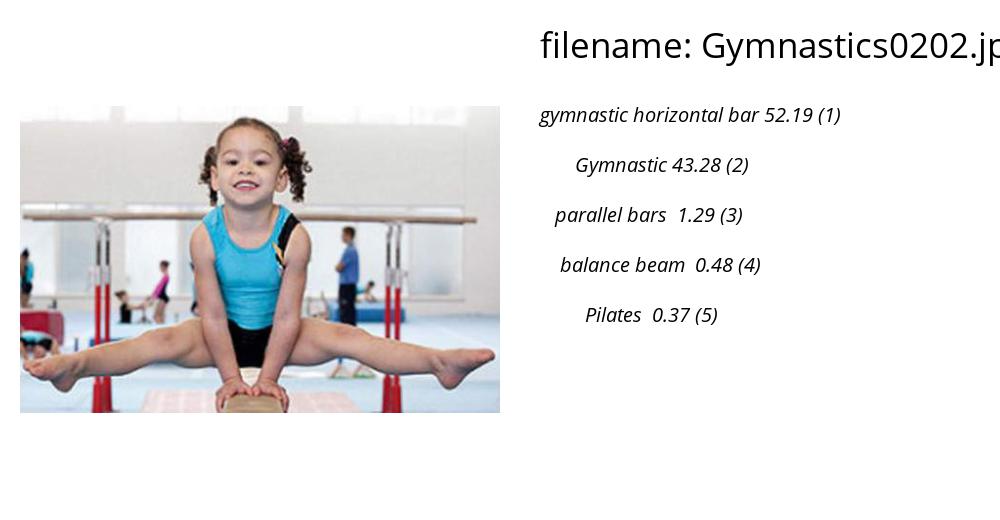 filename: Gymnastics0202.jp
gymnastic horizontal bar 52.19 (1)
Gymnastic 43.28 (2)
parallel bars 1.29 (3)
balance beam 0.48 (4)
Pilates 0.37 (5)